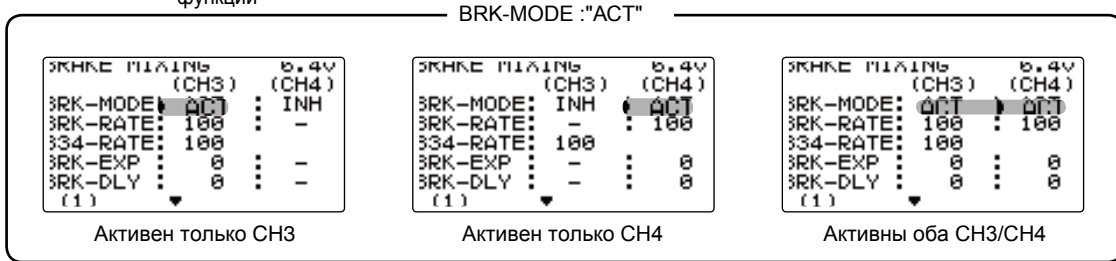 функции
BRK-MODE :"ACT"
BRAKE MIXING 6.4V
(CH3) (CH4)
BRK-MODE: ACT : INH
BRK-RATE: 100 : –
B34-RATE: 100
BRK-EXP : 0 : –
BRK-DLY : 0 : –
(1)
Активен только CH3
BRAKE MIXING 6.4V
(CH3) (CH4)
BRK-MODE: INH ACT
BRK-RATE: – : 100
B34-RATE: 100
BRK-EXP : – : 0
BRK-DLY : – : 0
(1)
Активен только CH4
BRAKE MIXING 6.4V
(CH3) (CH4)
BRK-MODE: ACT ACT
BRK-RATE: 100 : 100
B34-RATE: 100
BRK-EXP : 0 : 0
BRK-DLY : 0 : 0
(1)
Активны оба CH3/CH4